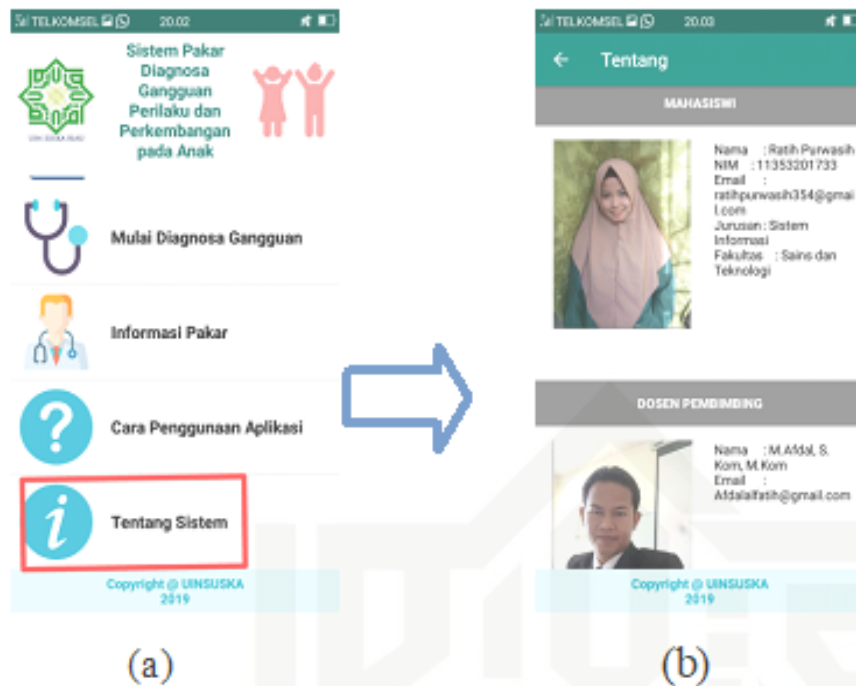 TELKOMSEL 20.02
Sistem Pakar
Diagnosa
Gangguan
Perilaku dan
Perkembangan
pada Anak
UIN SUSKA RIAU
Mulai Diagnosa Gangguan
Informasi Pakar
Cara Penggunaan Aplikasi
i Tentang Sistem
Copyright @ UINSUSKA
2019
(a)
TELKOMSEL 20.03
Tentang
MAHASISWI
Nama : Ratih Purwasih
NIM : 11353201733
Email :
ratihpurwasih354@gmai
l.com
Jurusan : Sistem
Informasi
Fakultas : Sains dan
Teknologi
DOSEN PEMBIMBING
Nama : M.Afdal, S.
Kom, M.Kom
Email :
Afdalalfatih@gmail.com
Copyright @ UINSUSKA
2019
(b)